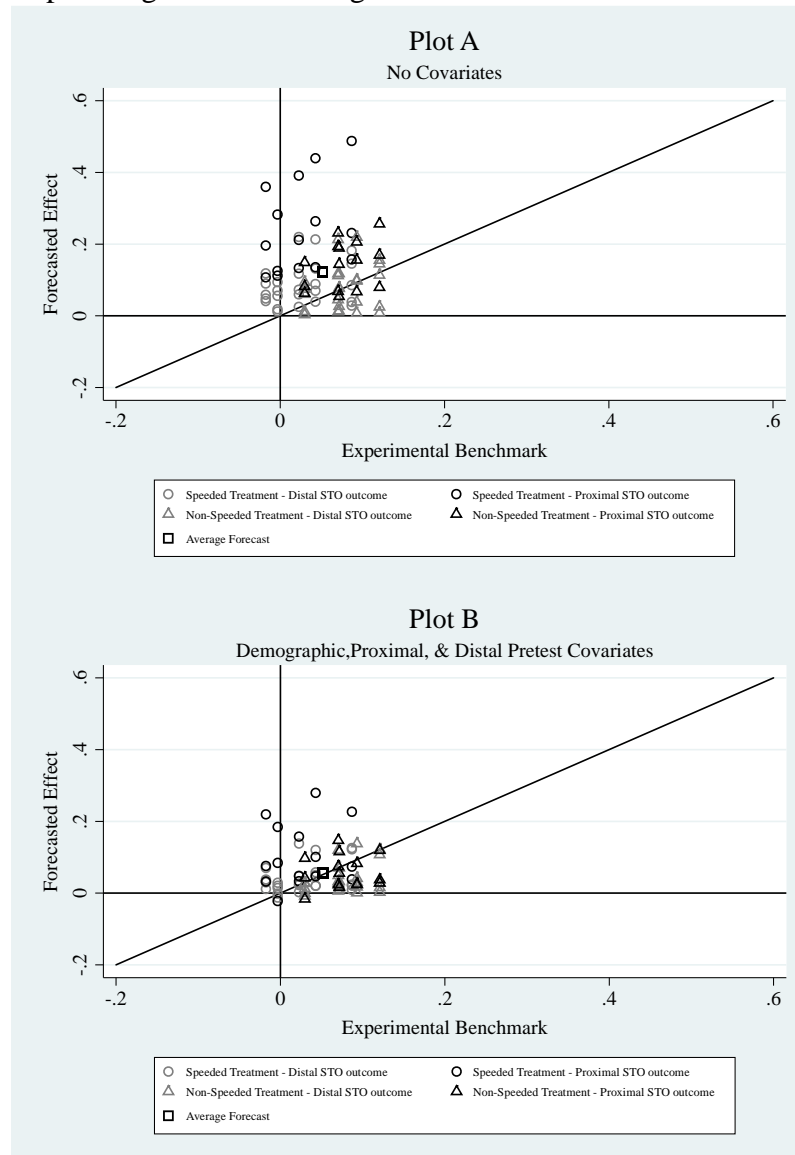 Plot A
No Covariates
Forecasted Effect
.6
.4
.2
0
-.2
-.2 0 .2 .4 .6
Experimental Benchmark
Speeded Treatment - Distal STO outcome Speeded Treatment - Proximal STO outcome
Non-Speeded Treatment - Distal STO outcome Non-Speeded Treatment - Proximal STO outcome
Average Forecast
Plot B
Demographic,Proximal, & Distal Pretest Covariates
Forecasted Effect
.6
.4
.2
0
-.2
-.2 0 .2 .4 .6
Experimental Benchmark
Speeded Treatment - Distal STO outcome Speeded Treatment - Proximal STO outcome
Non-Speeded Treatment - Distal STO outcome Non-Speeded Treatment - Proximal STO outcome
Average Forecast